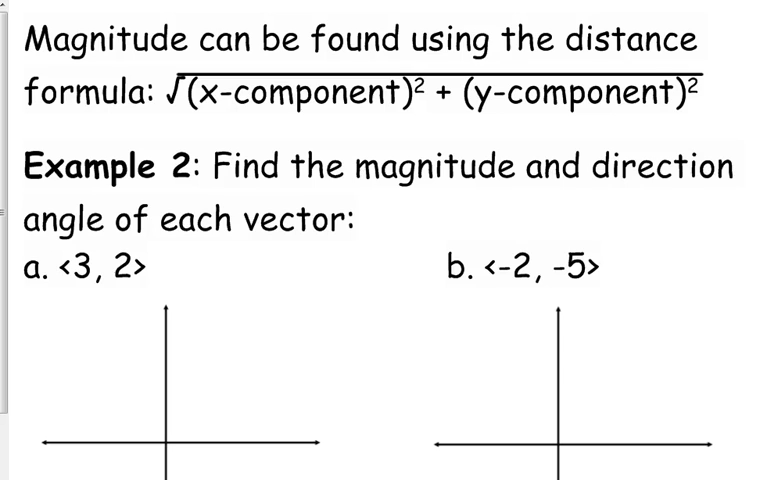 Magnitude can be found using the distance
formula: √(x-component)² + (y-component)²
Example 2: Find the magnitude and direction
angle of each vector:
a. <3, 2>
b. <-2, -5>